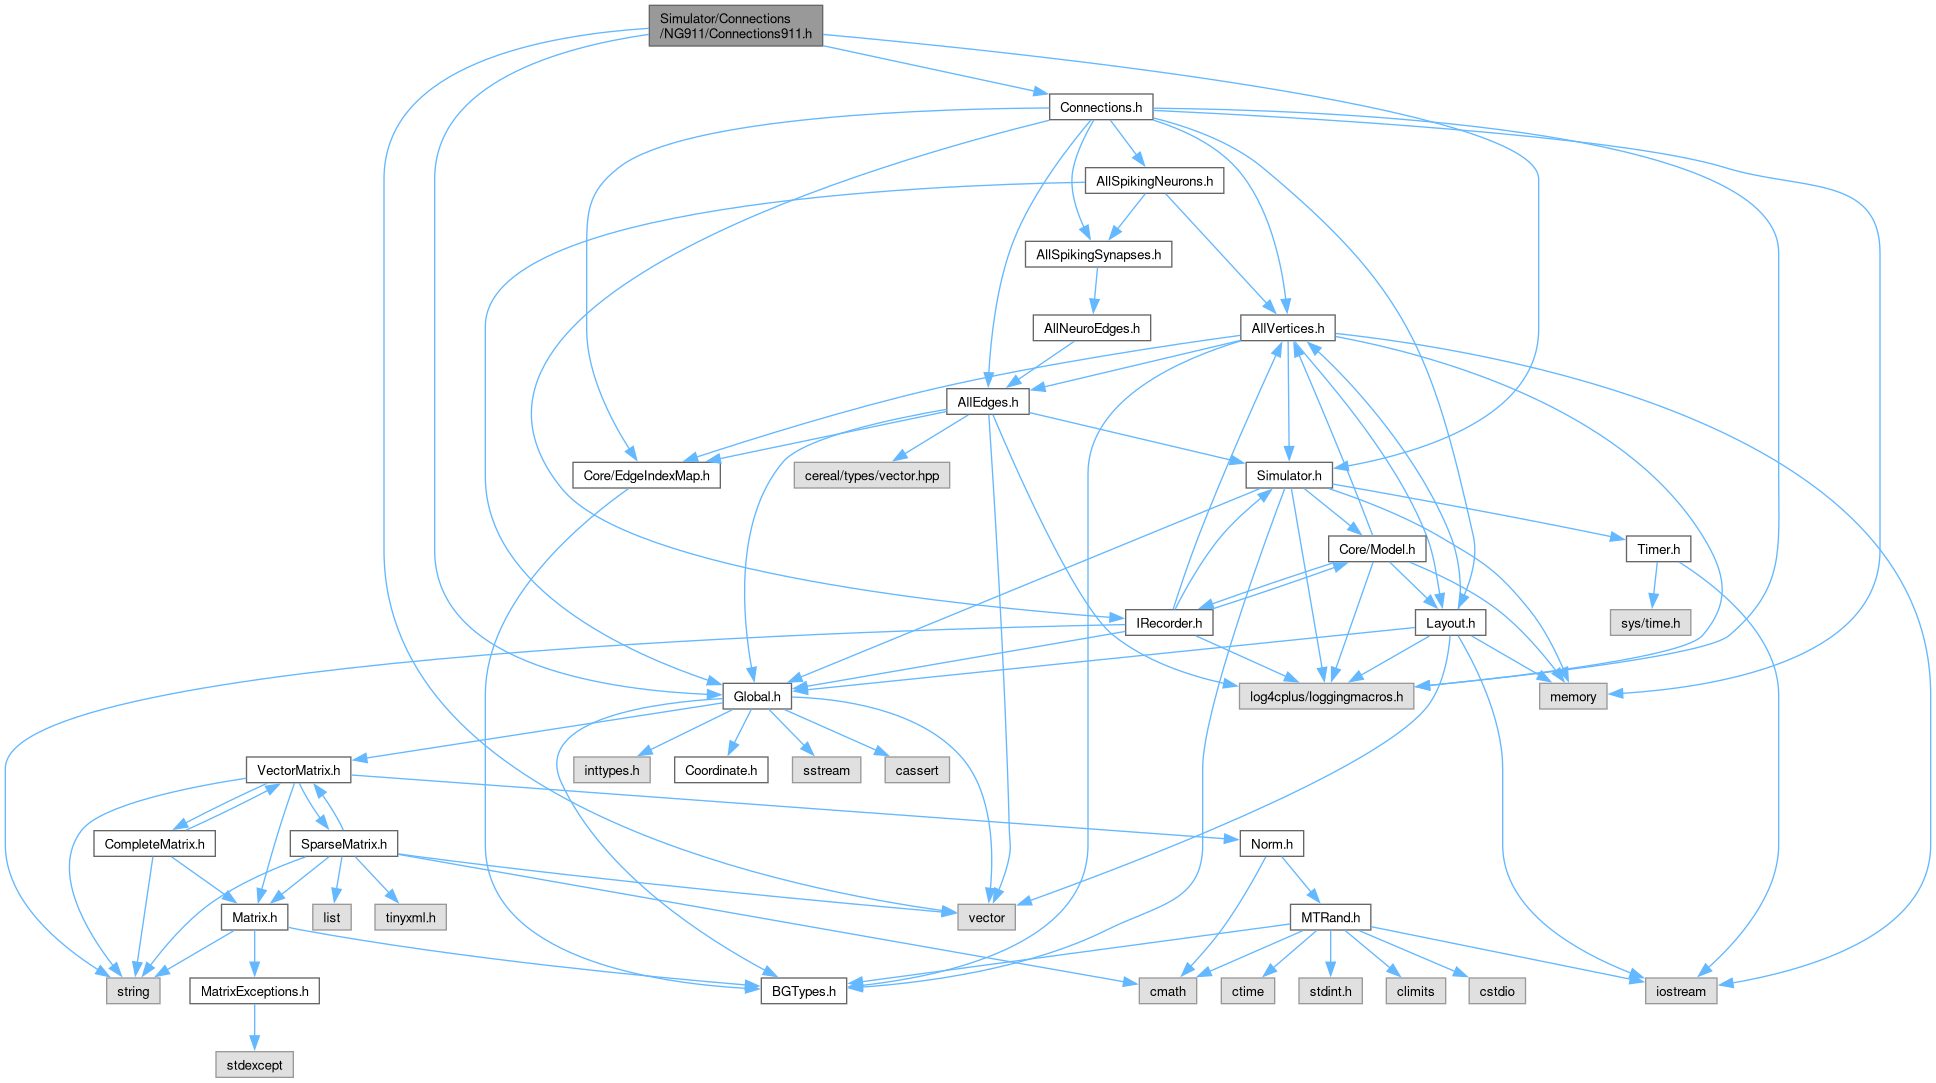 Simulator/Connections
/NG911/Connections911.h
Connections.h
AllSpikingNeurons.h
AllSpikingSynapses.h
AllNeuroEdges.h
AllVertices.h
AllEdges.h
Core/EdgeIndexMap.h
cereal/types/vector.hpp
Simulator.h
Core/Model.h
Timer.h
IRecorder.h
Layout.h
sys/time.h
Global.h
log4cplus/loggingmacros.h
memory
VectorMatrix.h
inttypes.h
Coordinate.h
sstream
cassert
CompleteMatrix.h
SparseMatrix.h
Norm.h
Matrix.h
list
tinyxml.h
vector
MTRand.h
string
MatrixExceptions.h
BGTypes.h
cmath
ctime
stdint.h
climits
cstdio
iostream
stdexcept